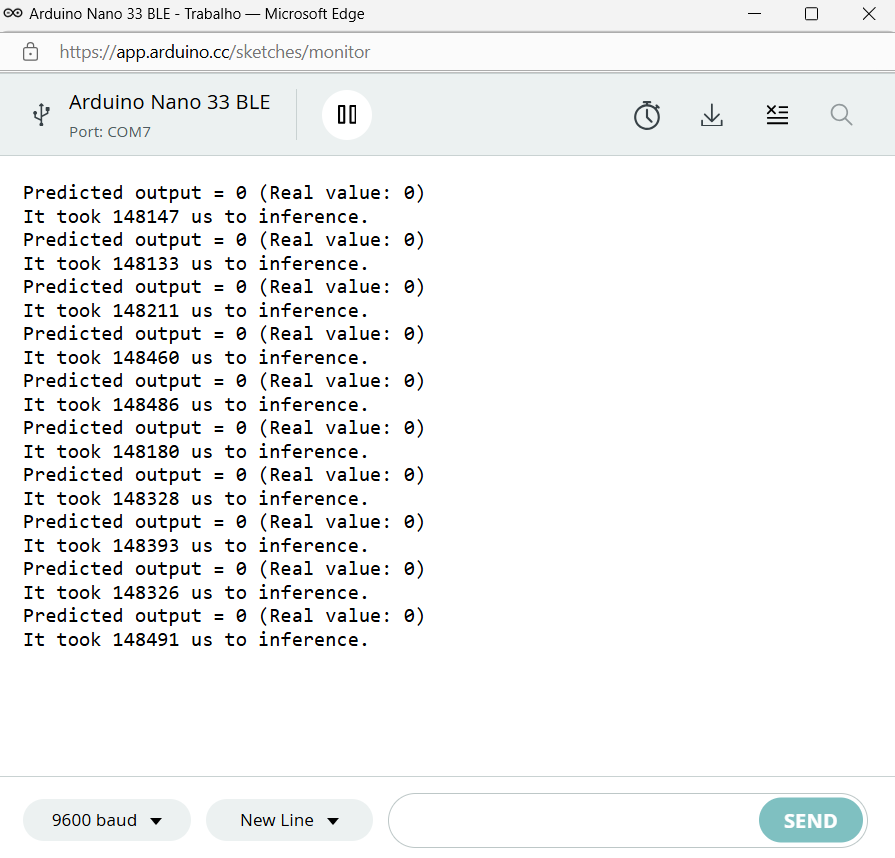 Arduino Nano 33 BLE - Trabalho — Microsoft Edge
https://app.arduino.cc/sketches/monitor
Arduino Nano 33 BLE
Port: COM7
Predicted output = 0 (Real value: 0)
It took 148147 us to inference.
Predicted output = 0 (Real value: 0)
It took 148133 us to inference.
Predicted output = 0 (Real value: 0)
It took 148211 us to inference.
Predicted output = 0 (Real value: 0)
It took 148460 us to inference.
Predicted output = 0 (Real value: 0)
It took 148486 us to inference.
Predicted output = 0 (Real value: 0)
It took 148180 us to inference.
Predicted output = 0 (Real value: 0)
It took 148328 us to inference.
Predicted output = 0 (Real value: 0)
It took 148393 us to inference.
Predicted output = 0 (Real value: 0)
It took 148326 us to inference.
Predicted output = 0 (Real value: 0)
It took 148491 us to inference.
9600 baud
New Line
SEND